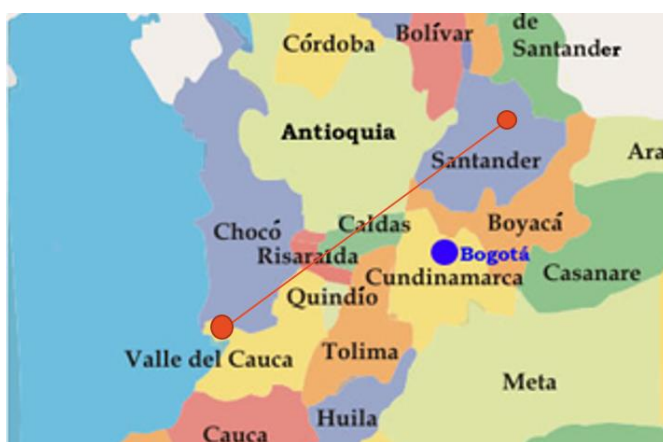 de
Santander
Bolívar
Córdoba
Antioquia
Santander
Ara
Chocó
Caldas
Boyacá
Risaraída
Bogotá
Cundinamarca
Casanare
Quindío
Valle del Cauca
Tolima
Meta
Huila
Cauca